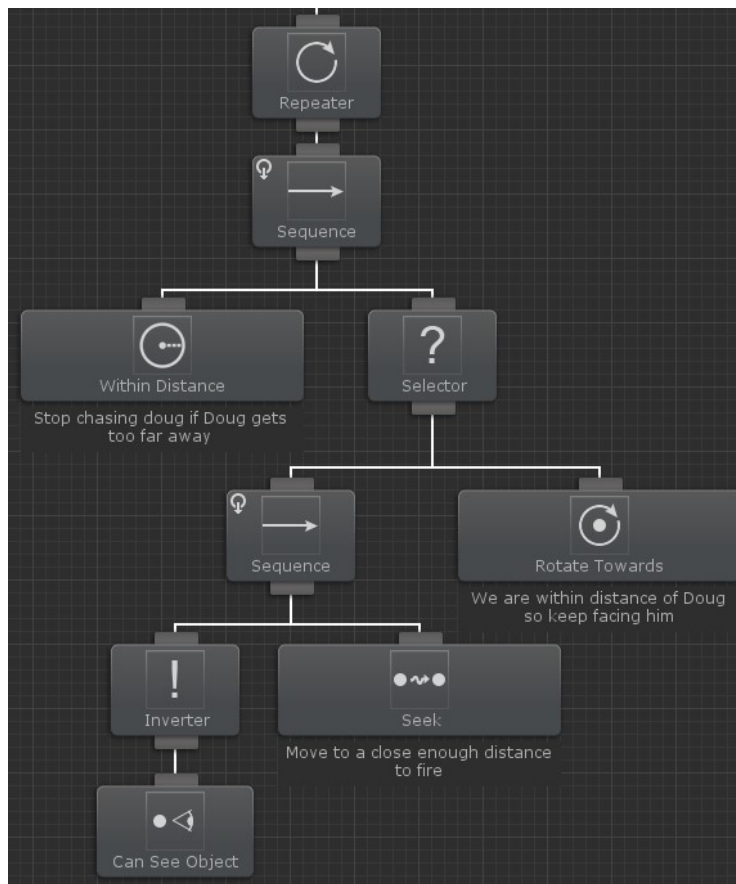 Repeater
Sequence
Within Distance
Selector
Stop chasing doug if Doug gets
too far away
Sequence
Rotate Towards
We are within distance of Doug
so keep facing him
Inverter
Seek
Move to a close enough distance
to fire
Can See Object